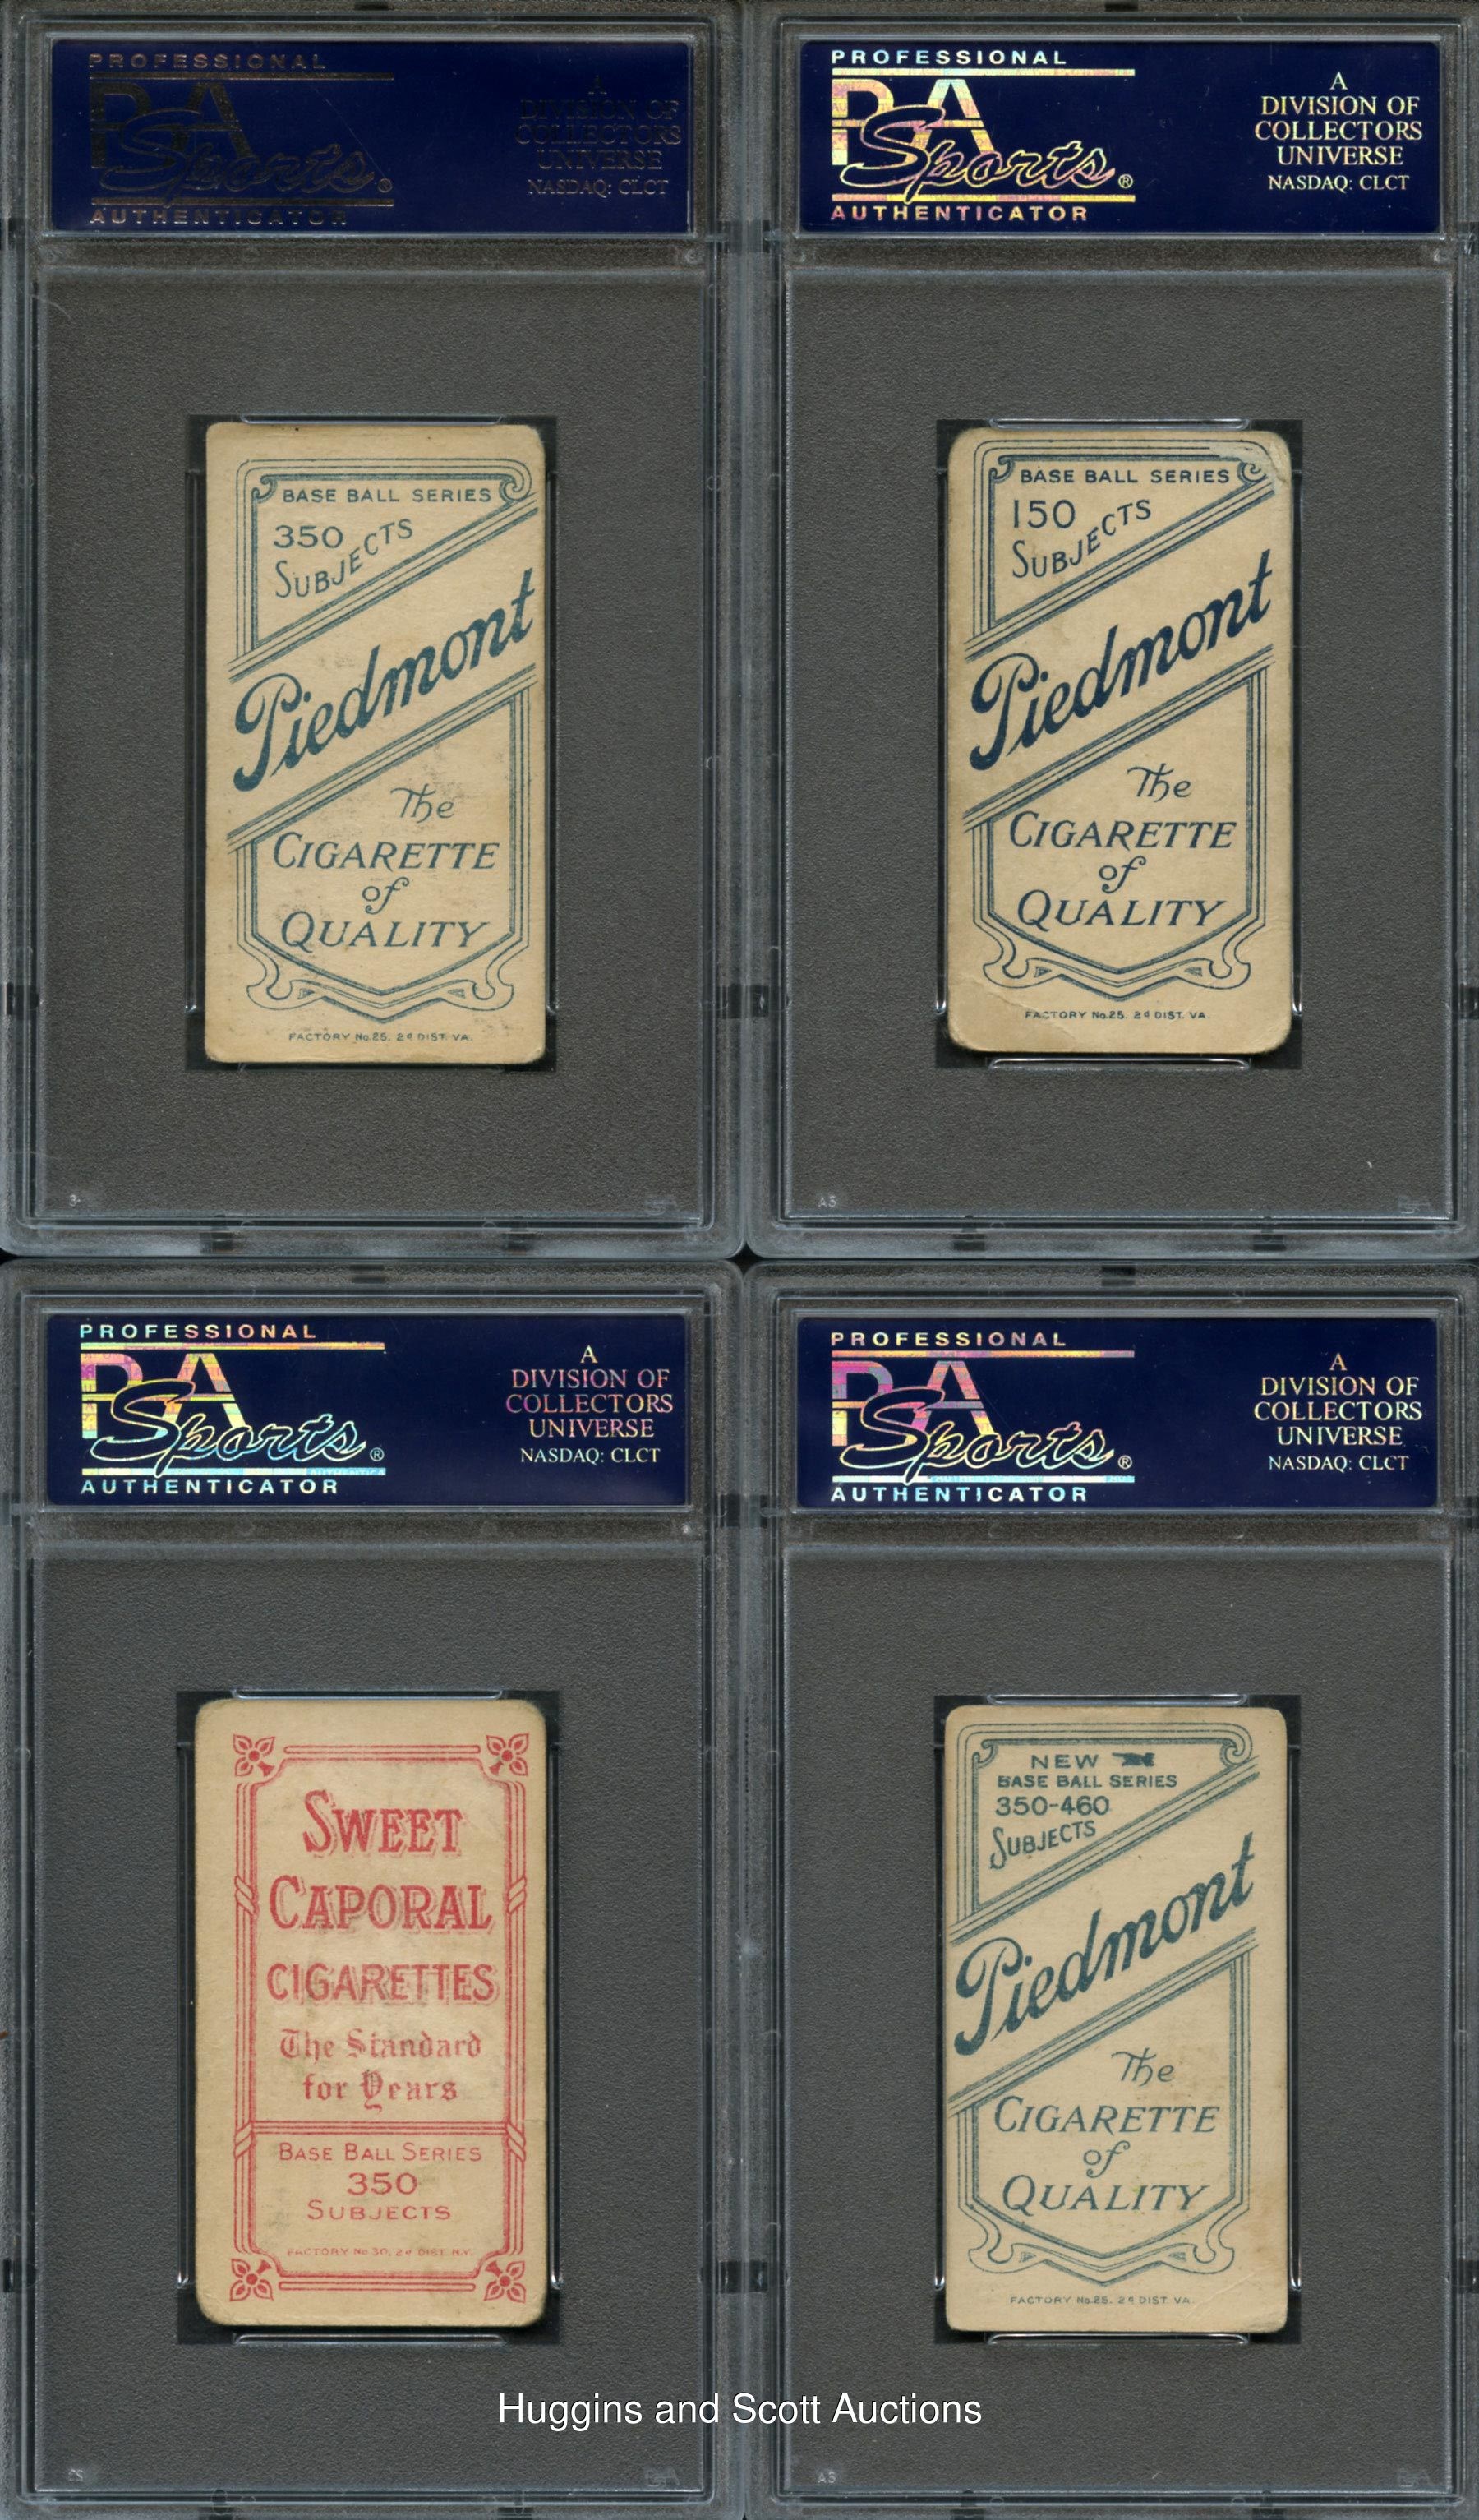 PROFESSIONAL
PSA
Sports®
AUTHENTICATOR
A
DIVISION OF
COLLECTORS
UNIVERSE
NASDAQ: CLCT
BASE BALL SERIES
350
SUBJECTS
Piedmont
The
CIGARETTE
of
QUALITY
FACTORY No.25. 2d DIST. VA.
PROFESSIONAL
PSA
Sports®
AUTHENTICATOR
A
DIVISION OF
COLLECTORS
UNIVERSE
NASDAQ: CLCT
BASE BALL SERIES
150
SUBJECTS
Piedmont
The
CIGARETTE
of
QUALITY
FACTORY No.25. 2d DIST. VA.
PROFESSIONAL
PSA
Sports®
AUTHENTICATOR
A
DIVISION OF
COLLECTORS
UNIVERSE
NASDAQ: CLCT
SWEET
CAPORAL
CIGARETTES
The Standard
for Years
BASE BALL SERIES
350
SUBJECTS
FACTORY No 30, 2d DIST. N.Y.
PROFESSIONAL
PSA
Sports®
AUTHENTICATOR
A
DIVISION OF
COLLECTORS
UNIVERSE
NASDAQ: CLCT
NEW
BASE BALL SERIES
350-460
SUBJECTS
Piedmont
The
CIGARETTE
of
QUALITY
FACTORY No.25. 2d DIST. VA.
Huggins and Scott Auctions